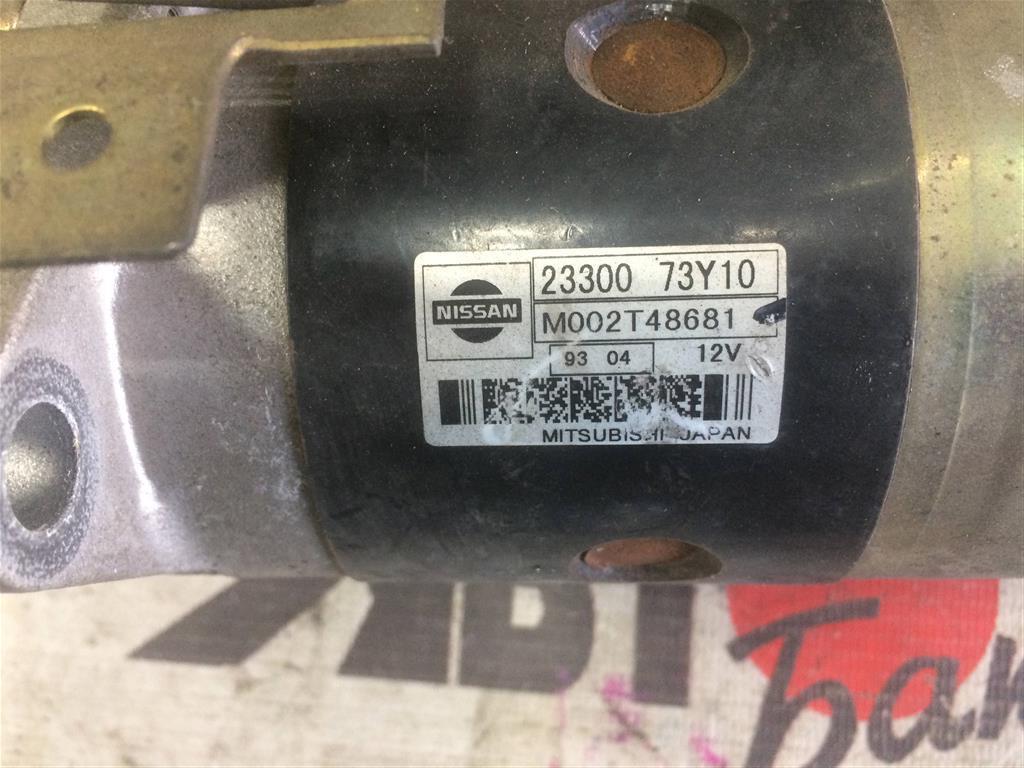 NISSAN
23300 73Y10
M002T48681
93 04
12V
MITSUBISHI JAPAN